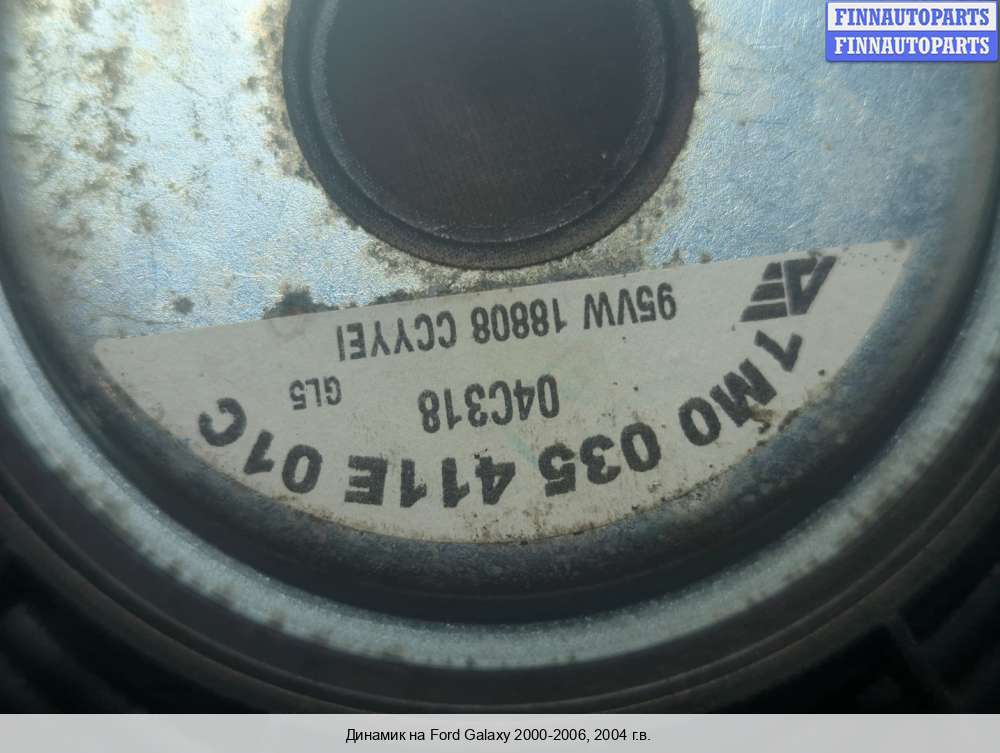 FINNAUTOPARTS
FINNAUTOPARTS
95VW 18808 CCYYEI
04C318
GL5
7M0 035 411E 01C
Динамик на Ford Galaxy 2000-2006, 2004 г.в.